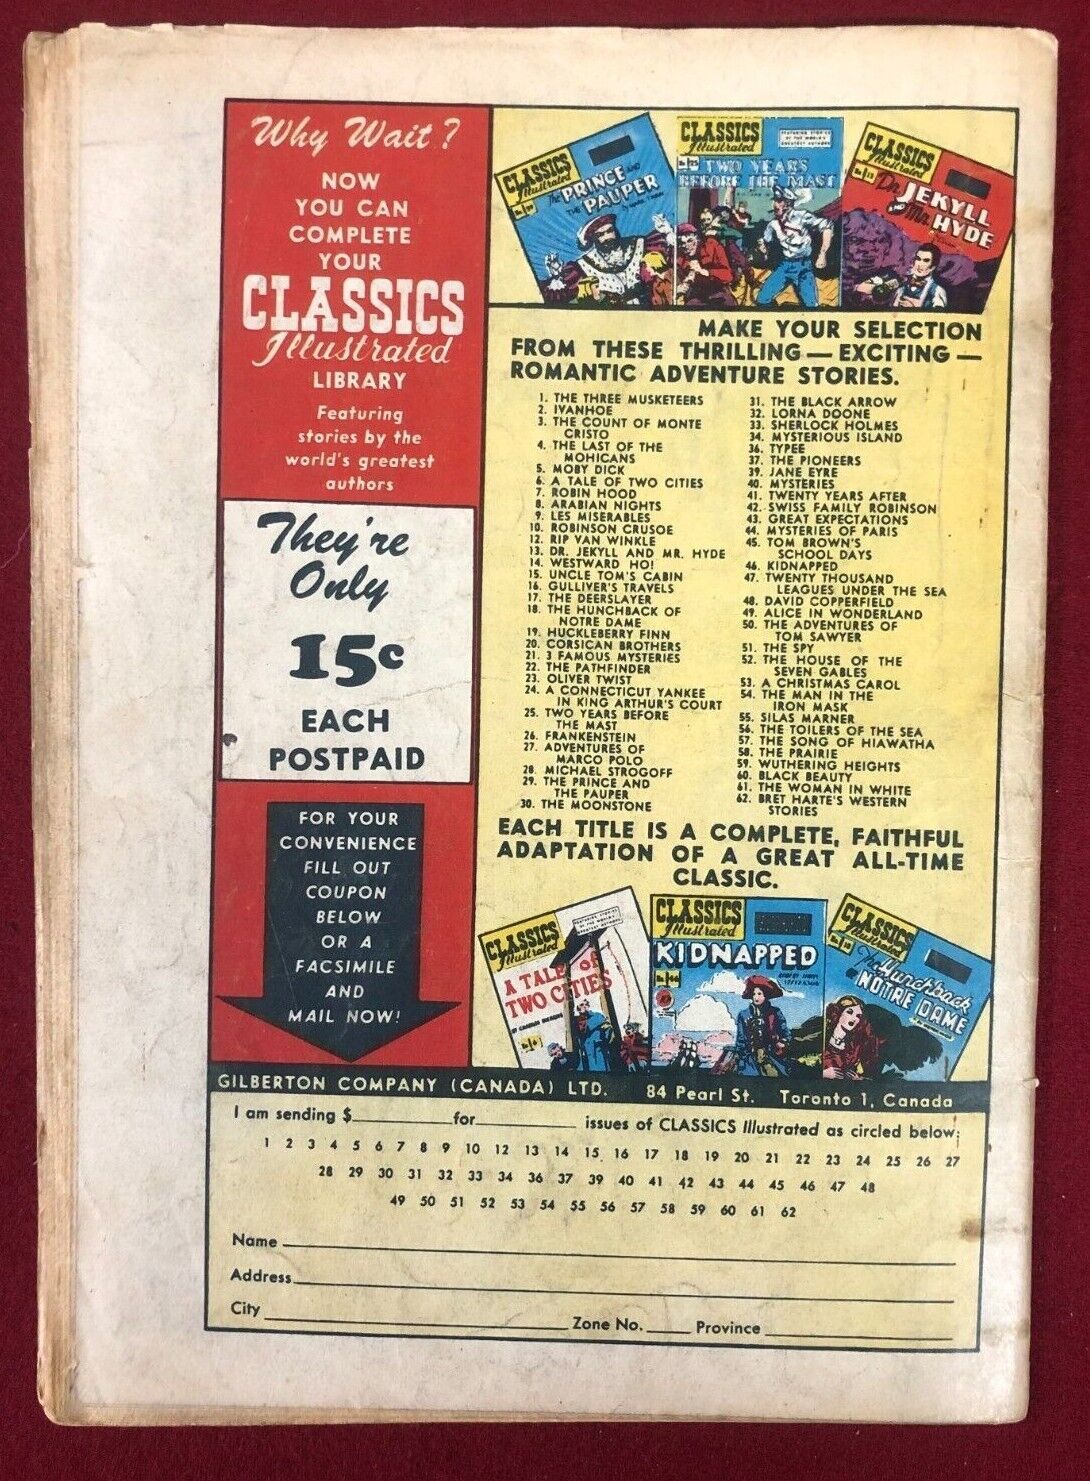 Why Wait?
NOW
YOU CAN
COMPLETE
YOUR
CLASSICS
Illustrated
LIBRARY
Featuring
stories by the
world's greatest
authors
They're
Only
15c
EACH
POSTPAID
FOR YOUR
CONVENIENCE
FILL OUT
COUPON
BELOW
OR A
FACSIMILE
AND
MAIL NOW!
CLASSICS
Illustrated
The PRINCE AND
THE PAUPER
CLASSICS
Illustrated
FEATURING STORIES
BY THE WORLD'S
GREATEST AUTHORS
TWO YEARS
BEFORE THE MAST
CLASSICS
Illustrated
Dr. JEKYLL
AND Mr. HYDE
MAKE YOUR SELECTION
FROM THESE THRILLING — EXCITING —
ROMANTIC ADVENTURE STORIES.
1. THE THREE MUSKETEERS
2. IVANHOE
3. THE COUNT OF MONTE
CRISTO
4. THE LAST OF THE
MOHICANS
5. MOBY DICK
6. A TALE OF TWO CITIES
7. ROBIN HOOD
8. ARABIAN NIGHTS
9. LES MISERABLES
10. ROBINSON CRUSOE
12. RIP VAN WINKLE
13. DR. JEKYLL AND MR. HYDE
14. WESTWARD HO!
15. UNCLE TOM'S CABIN
16. GULLIVER'S TRAVELS
17. THE DEERSLAYER
18. THE HUNCHBACK OF
NOTRE DAME
19. HUCKLEBERRY FINN
20. CORSICAN BROTHERS
21. 3 FAMOUS MYSTERIES
22. THE PATHFINDER
23. OLIVER TWIST
24. A CONNECTICUT YANKEE
IN KING ARTHUR'S COURT
25. TWO YEARS BEFORE
THE MAST
26. FRANKENSTEIN
27. ADVENTURES OF
MARCO POLO
28. MICHAEL STROGOFF
29. THE PRINCE AND
THE PAUPER
30. THE MOONSTONE
31. THE BLACK ARROW
32. LORNA DOONE
33. SHERLOCK HOLMES
34. MYSTERIOUS ISLAND
36. TYPEE
37. THE PIONEERS
39. JANE EYRE
40. MYSTERIES
41. TWENTY YEARS AFTER
42. SWISS FAMILY ROBINSON
43. GREAT EXPECTATIONS
44. MYSTERIES OF PARIS
45. TOM BROWN'S
SCHOOL DAYS
46. KIDNAPPED
47. TWENTY THOUSAND
LEAGUES UNDER THE SEA
48. DAVID COPPERFIELD
49. ALICE IN WONDERLAND
50. THE ADVENTURES OF
TOM SAWYER
51. THE SPY
52. THE HOUSE OF THE
SEVEN GABLES
53. A CHRISTMAS CAROL
54. THE MAN IN THE
IRON MASK
55. SILAS MARNER
56. THE TOILERS OF THE SEA
57. THE SONG OF HIAWATHA
58. THE PRAIRIE
59. WUTHERING HEIGHTS
60. BLACK BEAUTY
61. THE WOMAN IN WHITE
62. BRET HARTE'S WESTERN
STORIES
EACH TITLE IS A COMPLETE, FAITHFUL
ADAPTATION OF A GREAT ALL-TIME
CLASSIC.
CLASSICS
Illustrated
A TALE of
TWO CITIES
CLASSICS
Illustrated
KIDNAPPED
CLASSICS
Illustrated
The Hunchback
of NOTRE DAME
GILBERTON COMPANY (CANADA) LTD. 84 Pearl St. Toronto 1, Canada
I am sending $ for issues of CLASSICS Illustrated as circled below:
1 2 3 4 5 6 7 8 9 10 12 13 14 15 16 17 18 19 20 21 22 23 24 25 26 27
28 29 30 31 32 33 34 36 37 39 40 41 42 43 44 45 46 47 48
49 50 51 52 53 54 55 56 57 58 59 60 61 62
Name
Address
City Zone No. Province